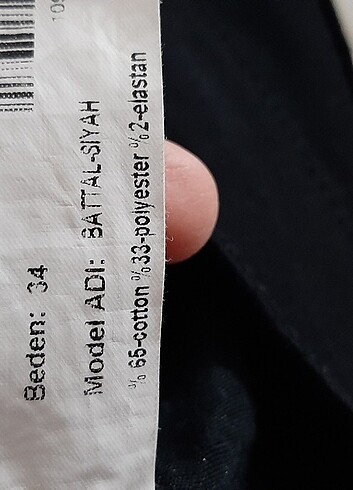 Beden: 34
Model ADI: BATTAL-SIYAH
% 65-cotton %33-polyester %2-elastan